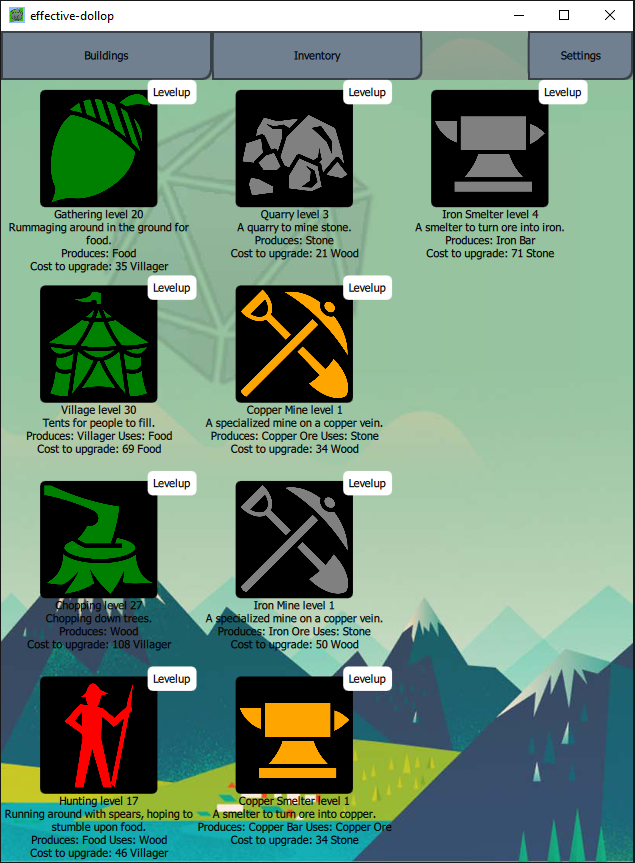 effective-dollop
Buildings
Inventory
Settings
Levelup
Gathering level 20
Rummaging around in the ground for
food.
Produces: Food
Cost to upgrade: 35 Villager
Levelup
Quarry level 3
A quarry to mine stone.
Produces: Stone
Cost to upgrade: 21 Wood
Levelup
Iron Smelter level 4
A smelter to turn ore into iron.
Produces: Iron Bar
Cost to upgrade: 71 Stone
Levelup
Village level 30
Tents for people to fill.
Produces: Villager Uses: Food
Cost to upgrade: 69 Food
Levelup
Copper Mine level 1
A specialized mine on a copper vein.
Produces: Copper Ore Uses: Stone
Cost to upgrade: 34 Wood
Levelup
Chopping level 27
Chopping down trees.
Produces: Wood
Cost to upgrade: 108 Villager
Levelup
Iron Mine level 1
A specialized mine on a copper vein.
Produces: Iron Ore Uses: Stone
Cost to upgrade: 50 Wood
Levelup
Hunting level 17
Running around with spears, hoping to
stumble upon food.
Produces: Food Uses: Wood
Cost to upgrade: 46 Villager
Levelup
Copper Smelter level 1
A smelter to turn ore into copper.
Produces: Copper Bar Uses: Copper Ore
Cost to upgrade: 34 Stone